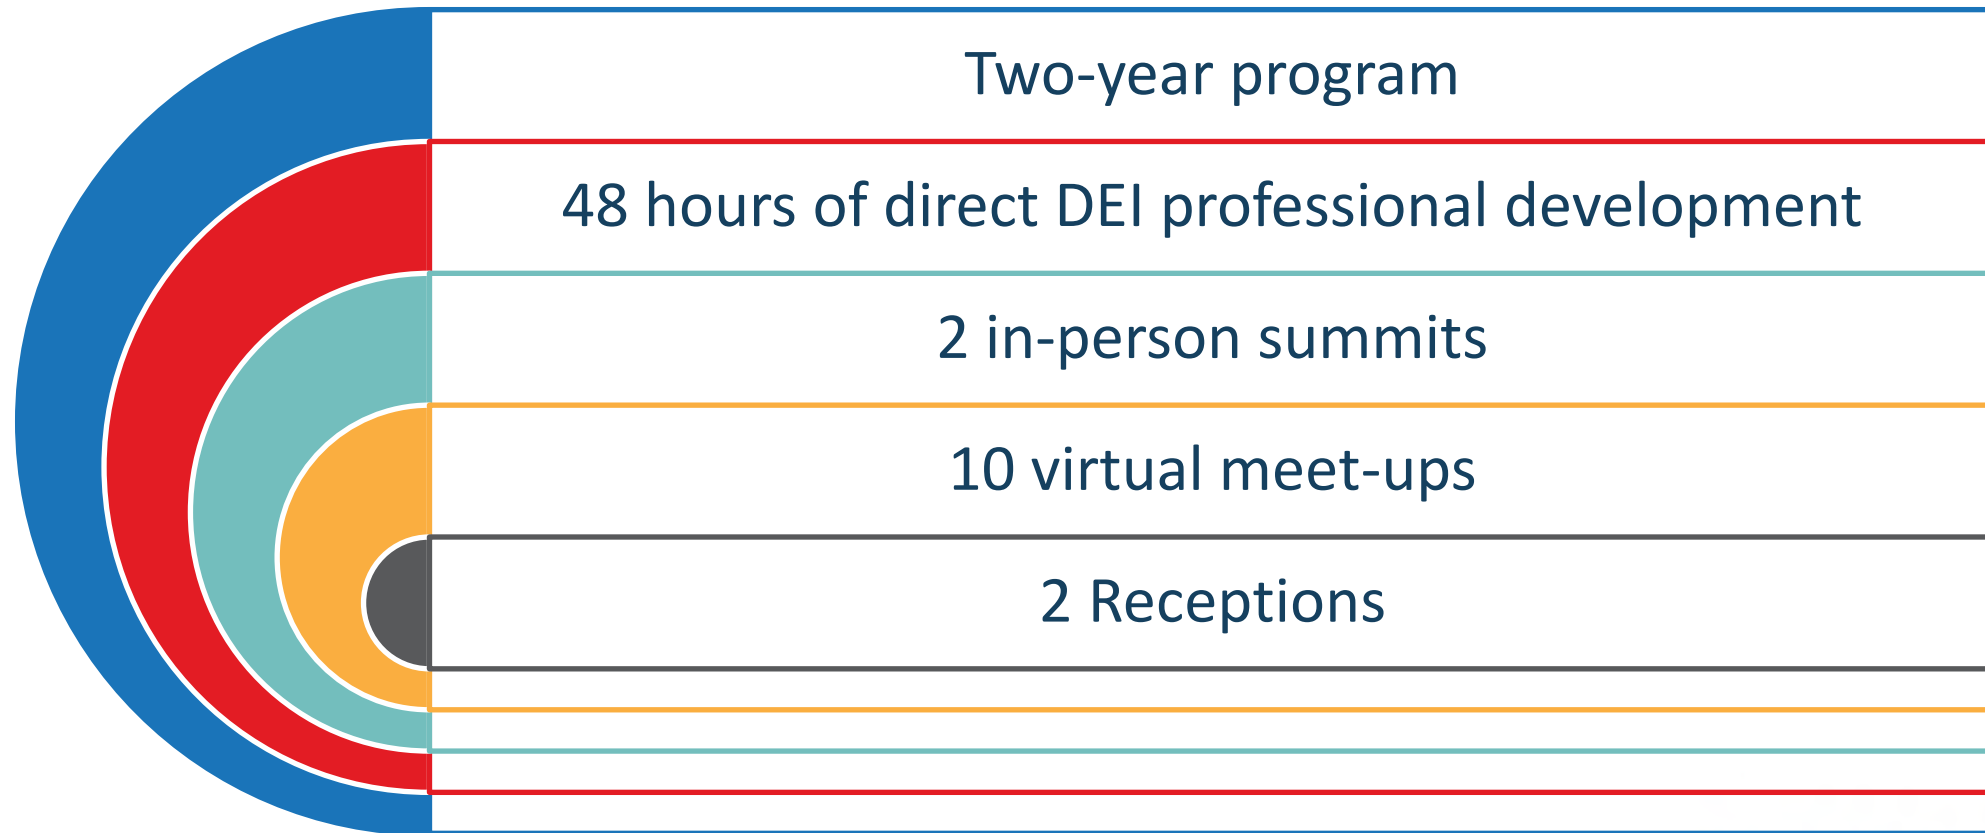 Two-year program
48 hours of direct DEI professional development
2 in-person summits
10 virtual meet-ups
2 Receptions